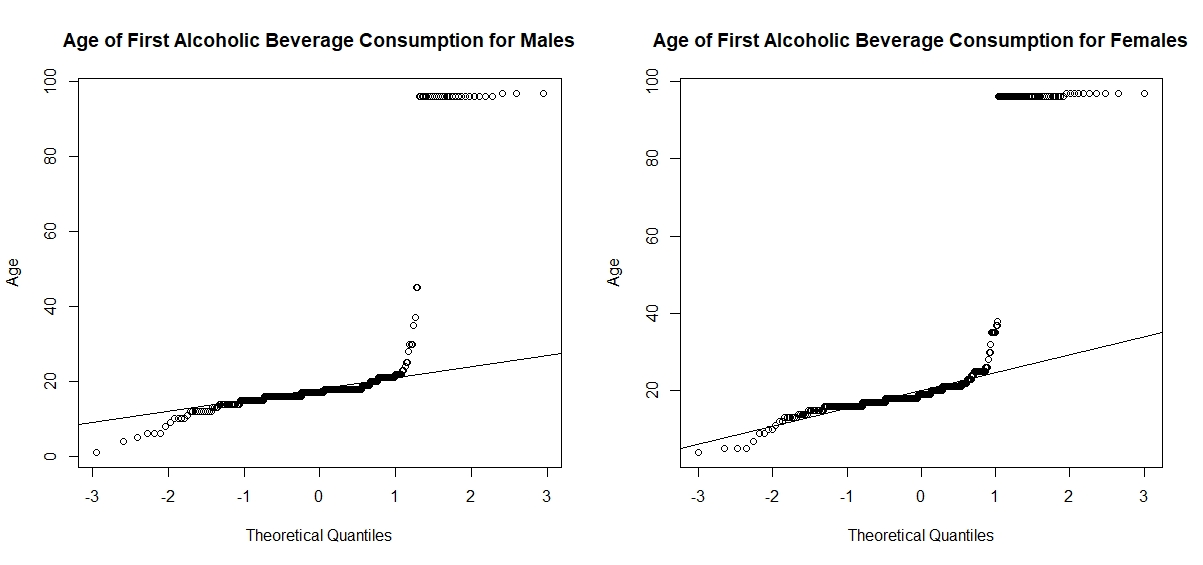 Age of First Alcoholic Beverage Consumption for Males
100
80
60
40
20
0
Age
-3 -2 -1 0 1 2 3
Theoretical Quantiles
Age of First Alcoholic Beverage Consumption for Females
100
80
60
40
20
Age
-3 -2 -1 0 1 2 3
Theoretical Quantiles